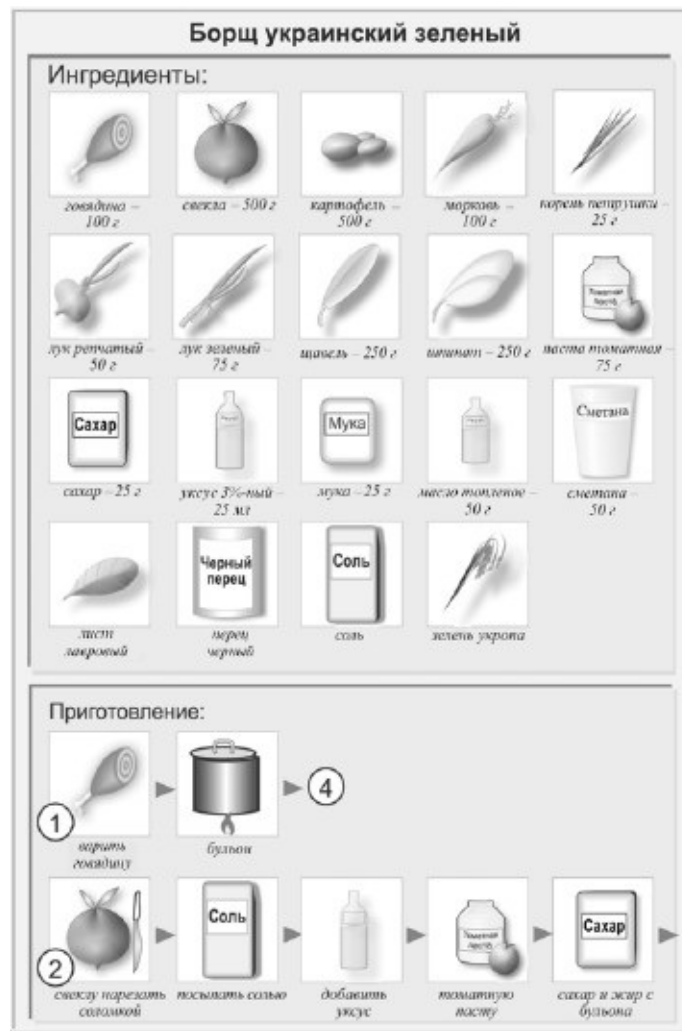 Борщ украинский зеленый
Ингредиенты:
говядина –
100 г
свекла – 500 г
картофель –
500 г
морковь –
100 г
корень петрушки –
25 г
лук репчатый –
50 г
лук зеленый –
75 г
щавель – 250 г
шпинат – 250 г
Томатная
паста
паста томатная –
75 г
Сахар
сахар – 25 г
уксус 3%-ный –
25 мл
Мука
мука – 25 г
масло топленое –
50 г
Сметана
сметана –
50 г
лист
лавровый
Черный
перец
перец
черный
Соль
соль
зелень укропа
Приготовление:
1
варить
говядину
бульон
4
2
свеклу нарезать
соломкой
Соль
посыпать солью
добавить
уксус
Томатная
паста
томатную
пасту
Сахар
сахар и жир с
бульона